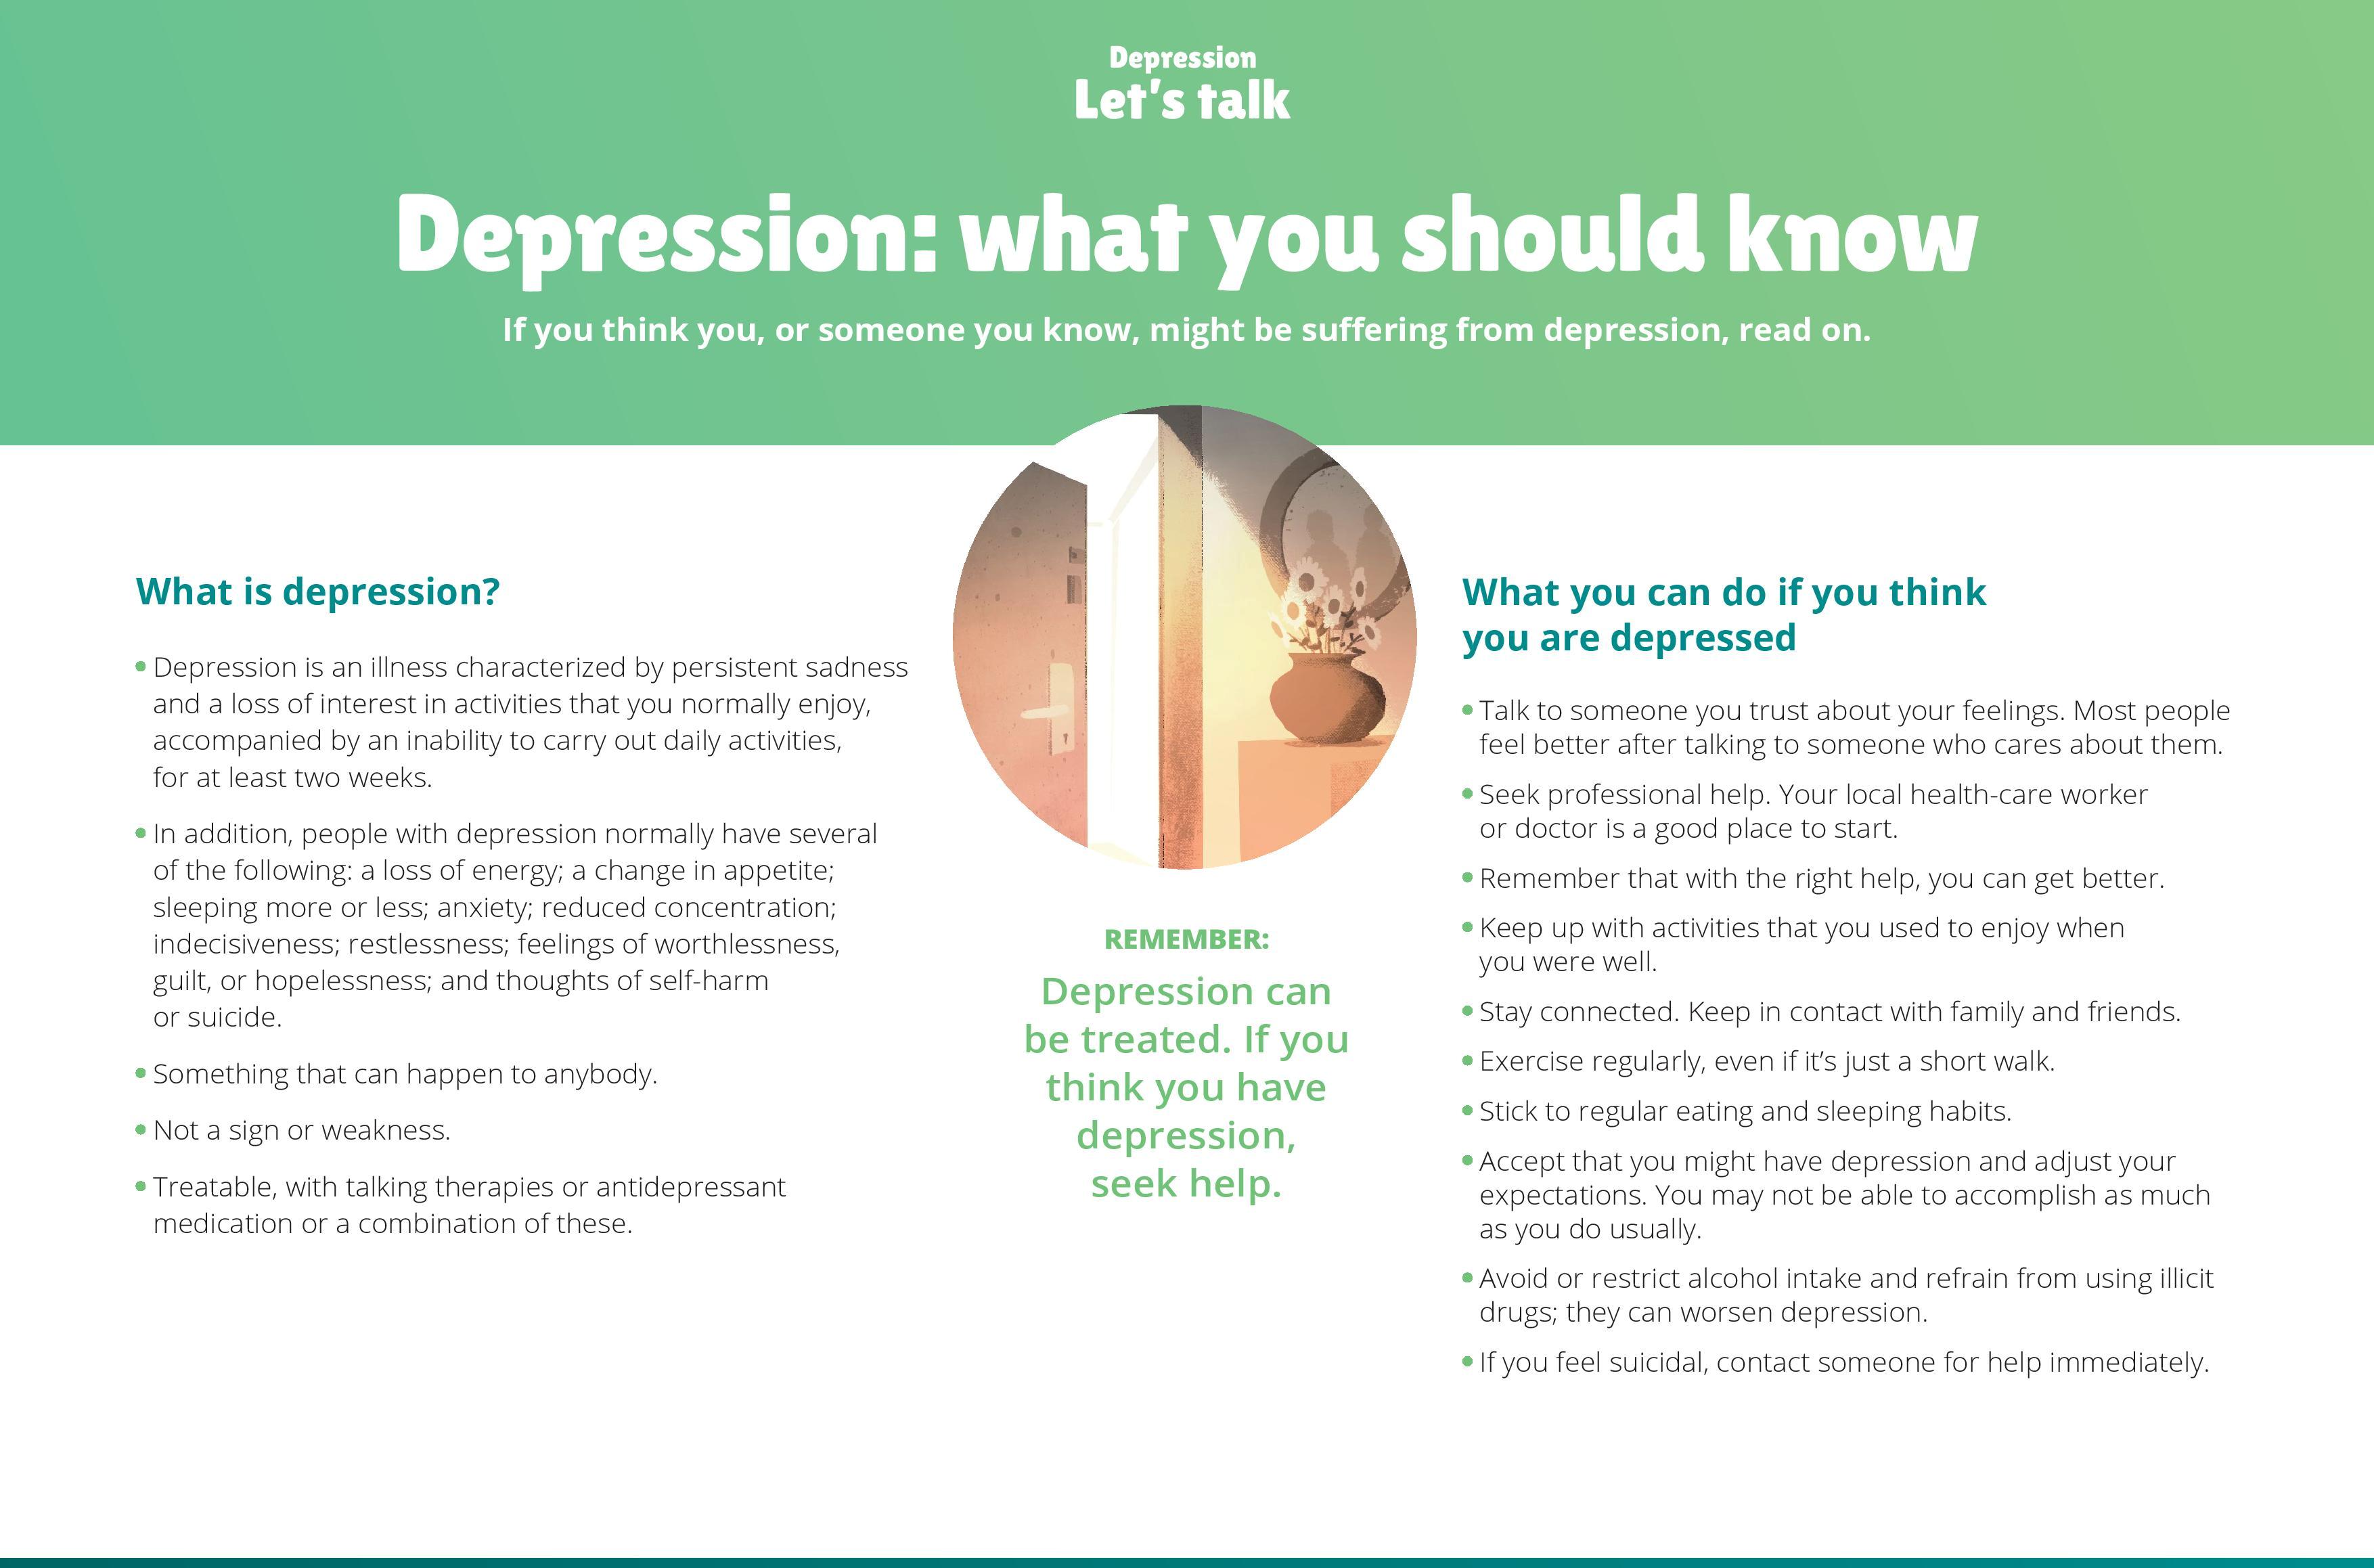 Depression
Let's talk
Depression: what you should know
If you think you, or someone you know, might be suffering from depression, read on.
What is depression?
• Depression is an illness characterized by persistent sadness
and a loss of interest in activities that you normally enjoy,
accompanied by an inability to carry out daily activities,
for at least two weeks.
• In addition, people with depression normally have several
of the following: a loss of energy; a change in appetite;
sleeping more or less; anxiety; reduced concentration;
indecisiveness; restlessness; feelings of worthlessness,
guilt, or hopelessness; and thoughts of self-harm
or suicide.
• Something that can happen to anybody.
• Not a sign or weakness.
• Treatable, with talking therapies or antidepressant
medication or a combination of these.
REMEMBER:
Depression can
be treated. If you
think you have
depression,
seek help.
What you can do if you think
you are depressed
• Talk to someone you trust about your feelings. Most people
feel better after talking to someone who cares about them.
• Seek professional help. Your local health-care worker
or doctor is a good place to start.
• Remember that with the right help, you can get better.
• Keep up with activities that you used to enjoy when
you were well.
• Stay connected. Keep in contact with family and friends.
• Exercise regularly, even if it’s just a short walk.
• Stick to regular eating and sleeping habits.
• Accept that you might have depression and adjust your
expectations. You may not be able to accomplish as much
as you do usually.
• Avoid or restrict alcohol intake and refrain from using illicit
drugs; they can worsen depression.
• If you feel suicidal, contact someone for help immediately.